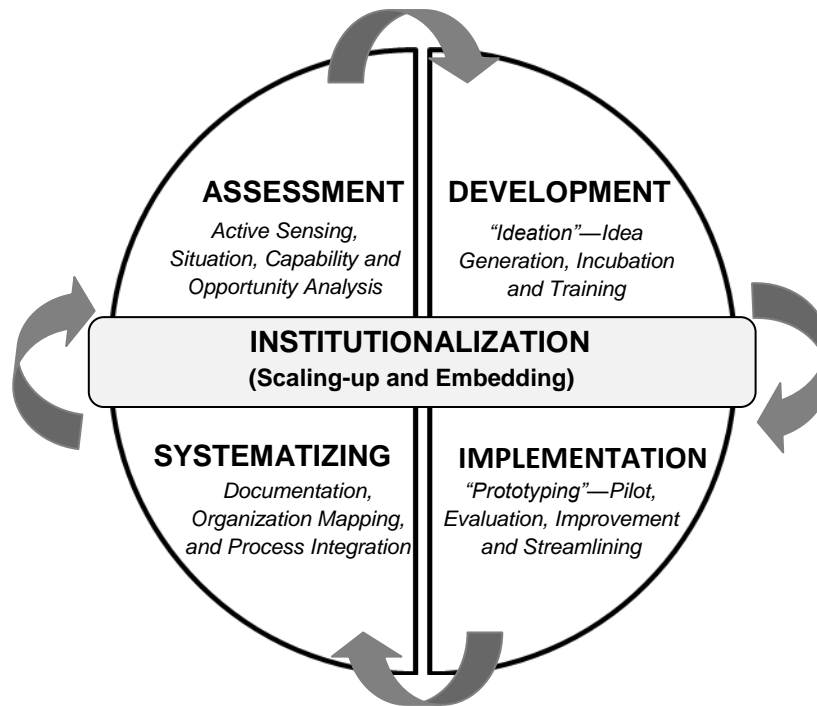 ASSESSMENT
Active Sensing,
Situation, Capability and
Opportunity Analysis
DEVELOPMENT
“Ideation”—Idea
Generation, Incubation
and Training
INSTITUTIONALIZATION
(Scaling-up and Embedding)
SYSTEMATIZING
Documentation,
Organization Mapping,
and Process Integration
IMPLEMENTATION
“Prototyping”—Pilot,
Evaluation, Improvement
and Streamlining